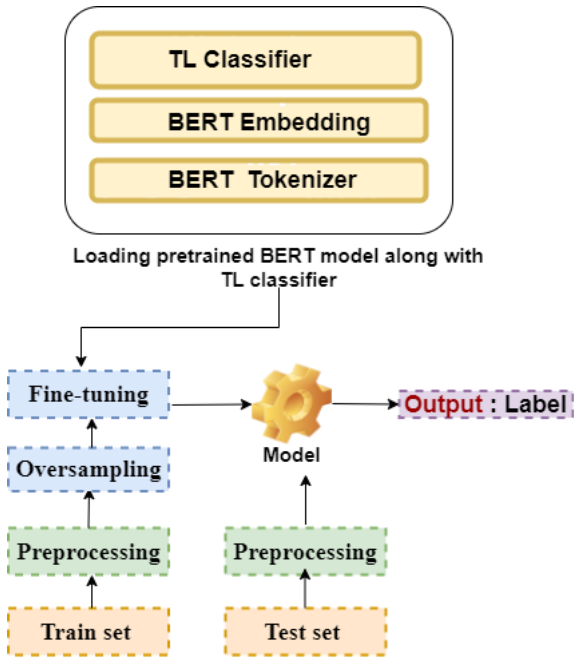 TL Classifier
BERT Embedding
BERT Tokenizer
Loading pretrained BERT model along with
TL classifier
Fine-tuning
Output : Label
Model
Oversampling
Preprocessing
Preprocessing
Train set
Test set